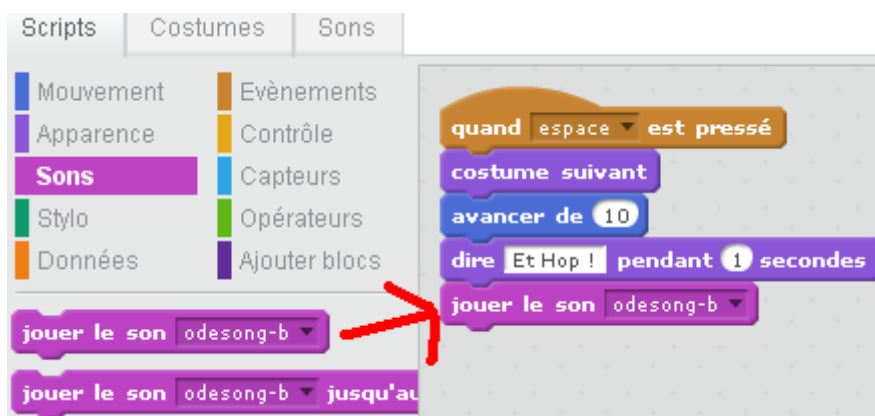 Scripts Costumes Sons
Mouvement Evènements
Apparence Contrôle
Sons Capteurs
Stylo Opérateurs
Données Ajouter blocs
jouer le son odesong-b
jouer le son odesong-b jusqu'au
quand espace est pressé
costume suivant
avancer de 10
dire Et Hop ! pendant 1 secondes
jouer le son odesong-b